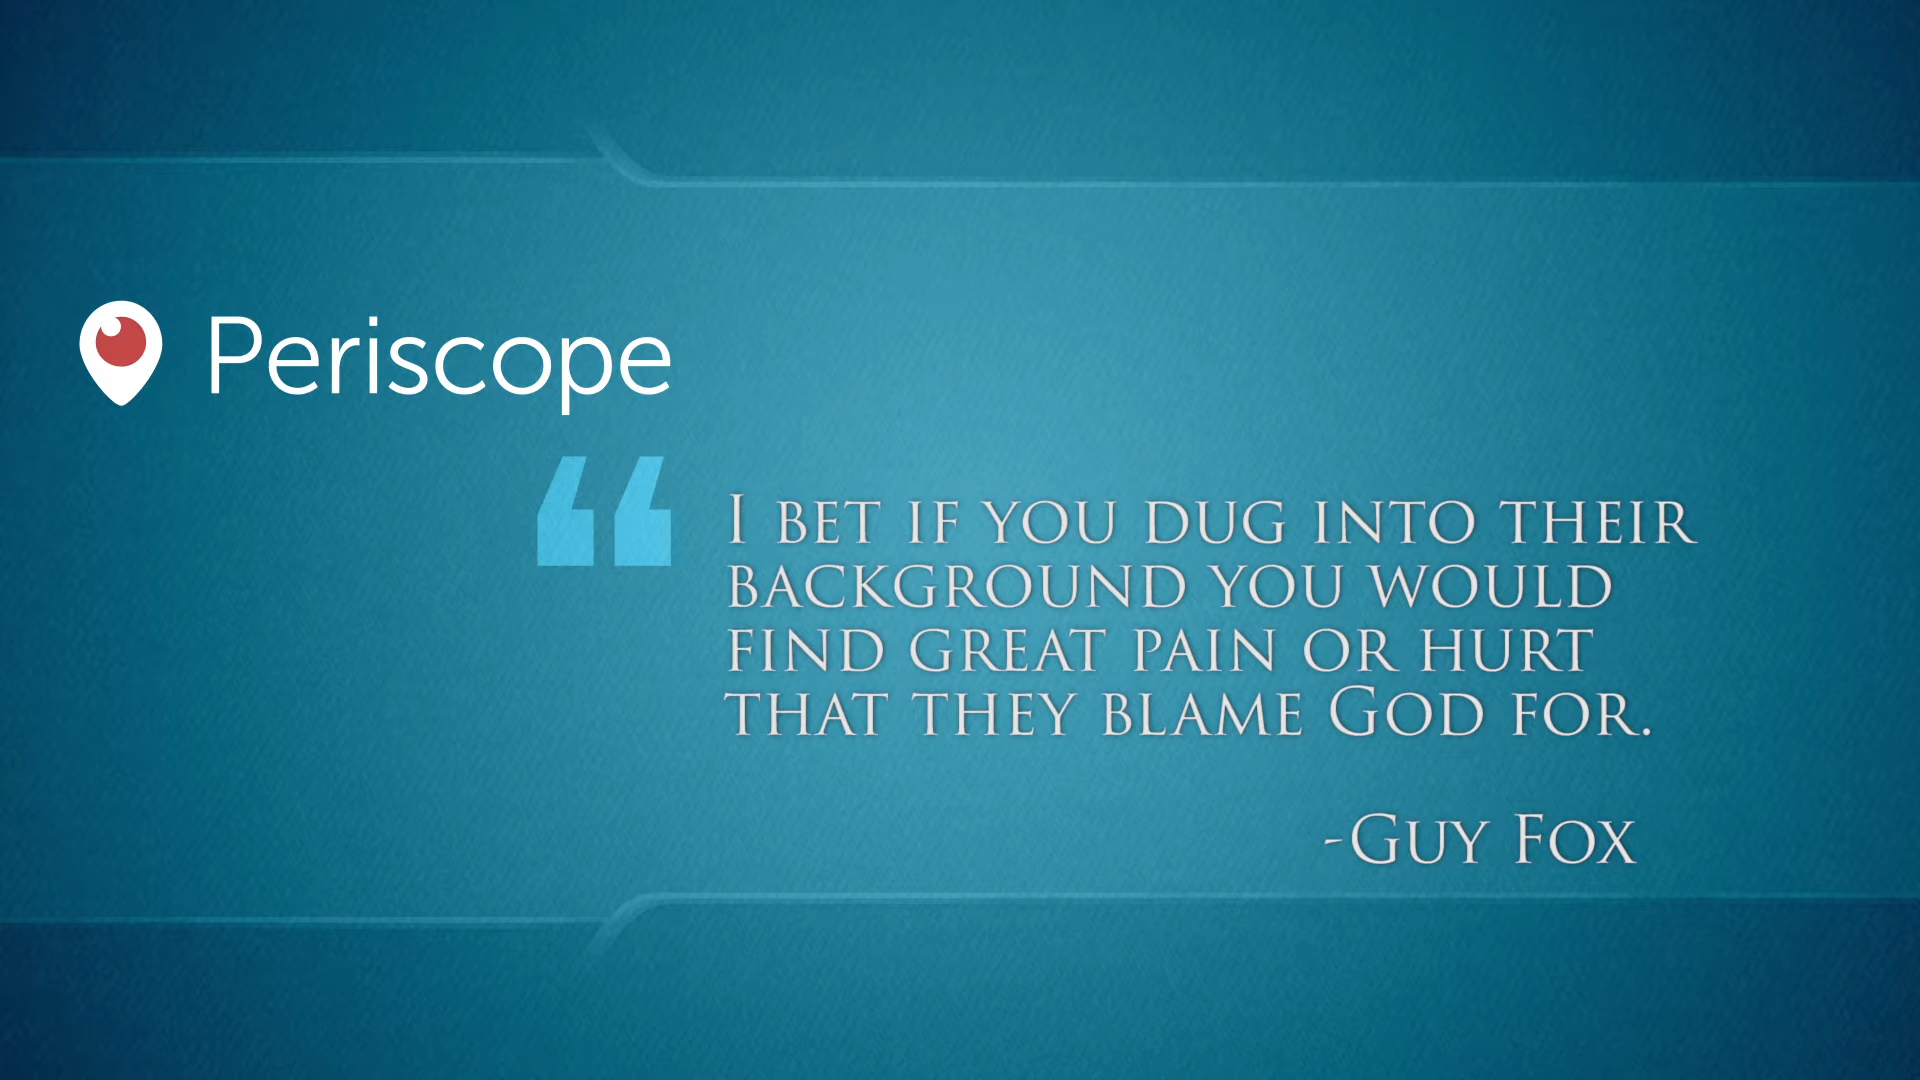 Periscope
“
I bet if you dug into their
background you would
find great pain or hurt
that they blame God for.
-Guy Fox